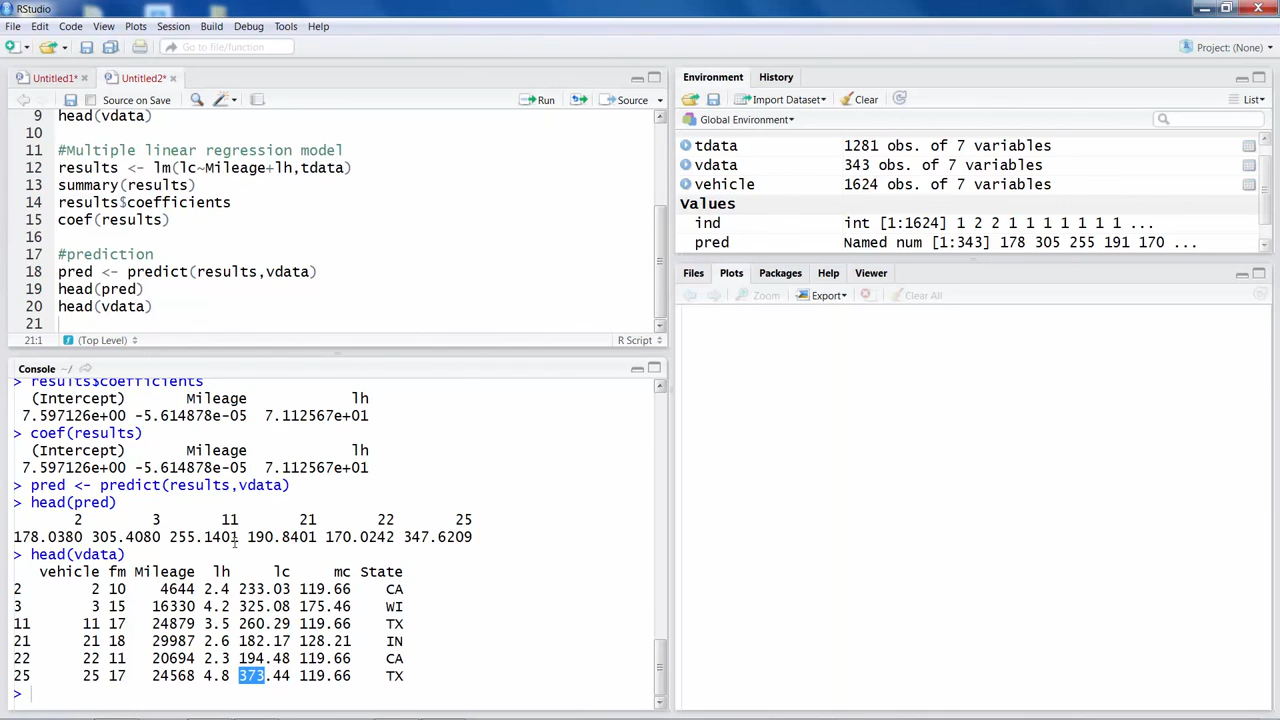 RStudio
File Edit Code View Plots Session Build Debug Tools Help
Go to file/function
Project: (None)
Untitled1* Untitled2*
Source on Save
Run
Source
9 head(vdata)
10
11 #Multiple linear regression model
12 results <- lm(lc~Mileage+lh,tdata)
13 summary(results)
14 results$coefficients
15 coef(results)
16
17 #prediction
18 pred <- predict(results,vdata)
19 head(pred)
20 head(vdata)
21
21:1 (Top Level) R Script
Console ~/
> results$coefficients
(Intercept) Mileage lh
7.597126e+00 -5.614878e-05 7.112567e+01
> coef(results)
(Intercept) Mileage lh
7.597126e+00 -5.614878e-05 7.112567e+01
> pred <- predict(results,vdata)
> head(pred)
2 3 11 21 22 25
178.0380 305.4080 255.1401 190.8401 170.0242 347.6209
> head(vdata)
vehicle fm Mileage lh lc mc State
2 2 10 4644 2.4 233.03 119.66 CA
3 3 15 16330 4.2 325.08 175.46 WI
11 11 17 24879 3.5 260.29 119.66 TX
21 21 18 29987 2.6 182.17 128.21 IN
22 22 11 20694 2.3 194.48 119.66 CA
25 25 17 24568 4.8 373.44 119.66 TX
>
Environment History
Import Dataset Clear List
Global Environment
tdata 1281 obs. of 7 variables
vdata 343 obs. of 7 variables
vehicle 1624 obs. of 7 variables
Values
ind int [1:1624] 1 2 2 1 1 1 1 1 1 1 ...
pred Named num [1:343] 178 305 255 191 170 ...
Files Plots Packages Help Viewer
Zoom Export Clear All